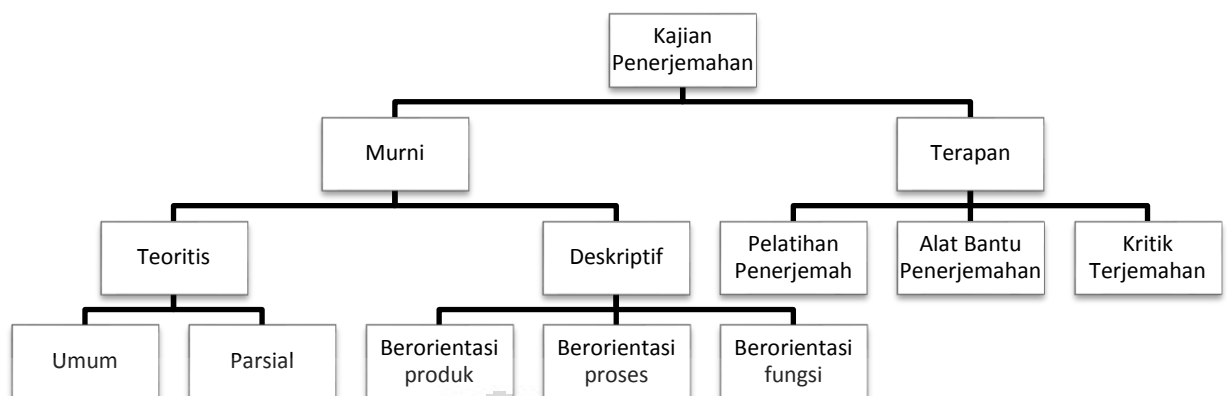 Kajian
Penerjemahan
Murni
Terapan
Teoritis
Deskriptif
Pelatihan
Penerjemah
Alat Bantu
Penerjemahan
Kritik
Terjemahan
Umum
Parsial
Berorientasi
produk
Berorientasi
proses
Berorientasi
fungsi